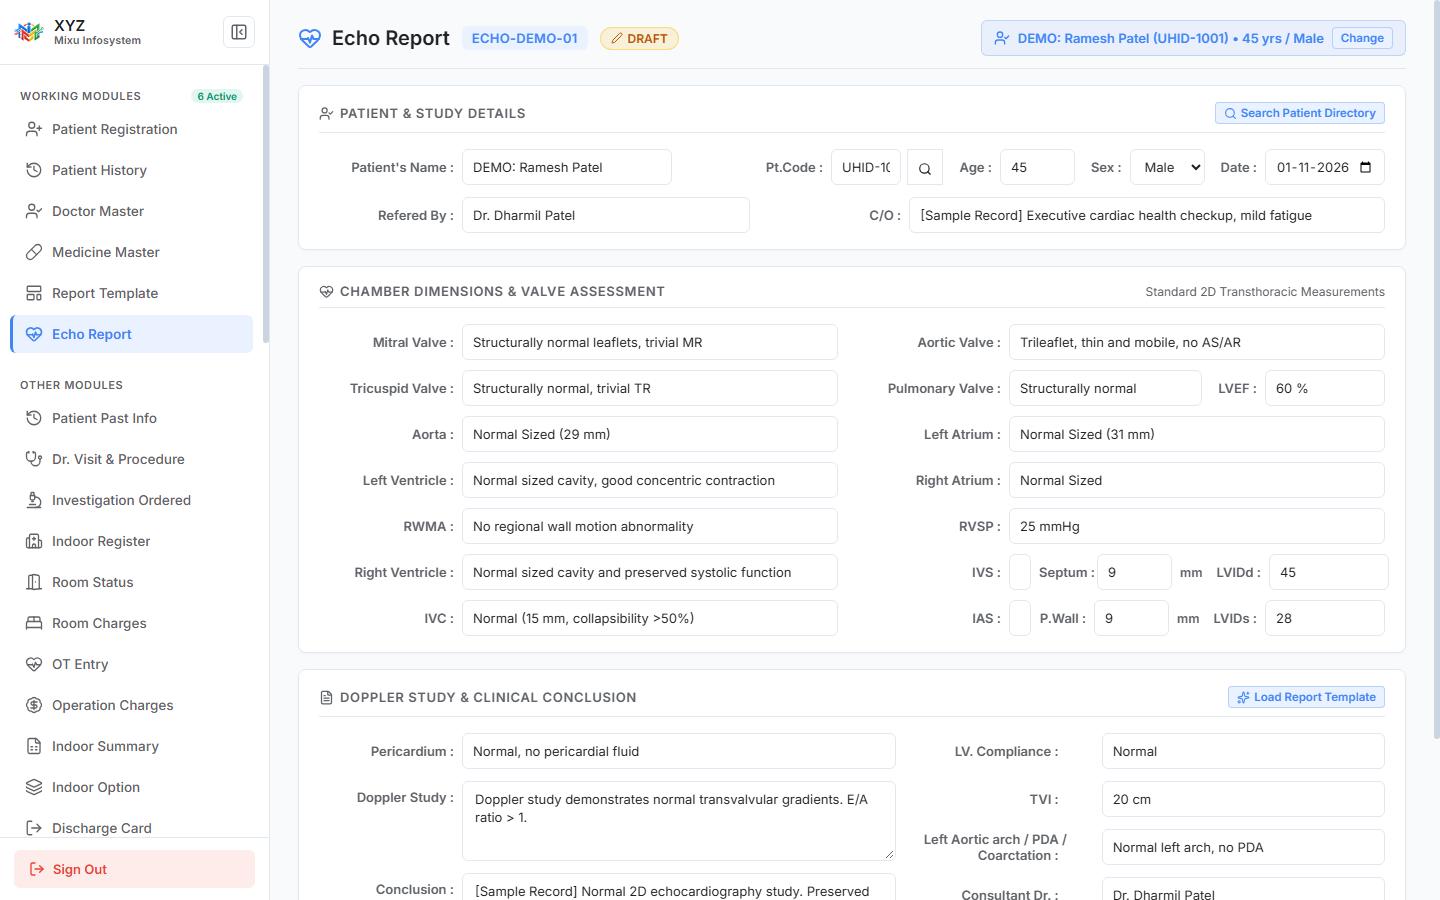 XYZ
Mixu Infosystem
WORKING MODULES 6 Active
Patient Registration
Patient History
Doctor Master
Medicine Master
Report Template
Echo Report
OTHER MODULES
Patient Past Info
Dr. Visit & Procedure
Investigation Ordered
Indoor Register
Room Status
Room Charges
OT Entry
Operation Charges
Indoor Summary
Indoor Option
Discharge Card
Sign Out
Echo Report ECHO-DEMO-01 DRAFT
DEMO: Ramesh Patel (UHID-1001) • 45 yrs / Male Change
PATIENT & STUDY DETAILS Search Patient Directory
Patient's Name : DEMO: Ramesh Patel Pt.Code : UHID-10 Age : 45 Sex : Male Date : 01-11-2026
Refered By : Dr. Dharmil Patel C/O : [Sample Record] Executive cardiac health checkup, mild fatigue
CHAMBER DIMENSIONS & VALVE ASSESSMENT Standard 2D Transthoracic Measurements
Mitral Valve : Structurally normal leaflets, trivial MR Aortic Valve : Trileaflet, thin and mobile, no AS/AR
Tricuspid Valve : Structurally normal, trivial TR Pulmonary Valve : Structurally normal LVEF : 60 %
Aorta : Normal Sized (29 mm) Left Atrium : Normal Sized (31 mm)
Left Ventricle : Normal sized cavity, good concentric contraction Right Atrium : Normal Sized
RWMA : No regional wall motion abnormality RVSP : 25 mmHg
Right Ventricle : Normal sized cavity and preserved systolic function IVS : Septum : 9 mm LVIDd : 45
IVC : Normal (15 mm, collapsibility >50%) IAS : P.Wall : 9 mm LVIDs : 28
DOPPLER STUDY & CLINICAL CONCLUSION Load Report Template
Pericardium : Normal, no pericardial fluid LV. Compliance : Normal
Doppler Study : Doppler study demonstrates normal transvalvular gradients. E/A
ratio > 1.
TVI : 20 cm
Left Aortic arch / PDA /
Coarctation : Normal left arch, no PDA
Conclusion : [Sample Record] Normal 2D echocardiography study. Preserved
Consultant Dr. : Dr. Dharmil Patel